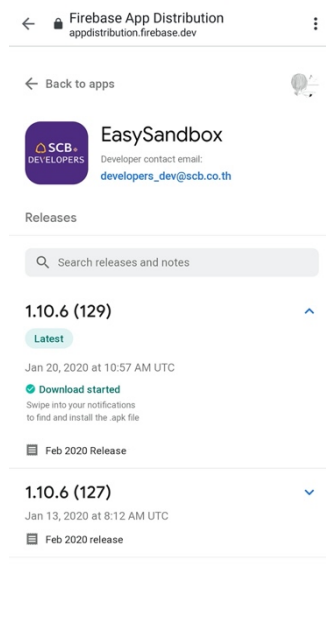 Firebase App Distribution
appdistribution.firebase.dev
Back to apps
SCB
DEVELOPERS
EasySandbox
Developer contact email:
developers_dev@scb.co.th
Releases
Search releases and notes
1.10.6 (129)
Latest
Jan 20, 2020 at 10:57 AM UTC
Download started
Swipe into your notifications
to find and install the .apk file
Feb 2020 Release
1.10.6 (127)
Jan 13, 2020 at 8:12 AM UTC
Feb 2020 release